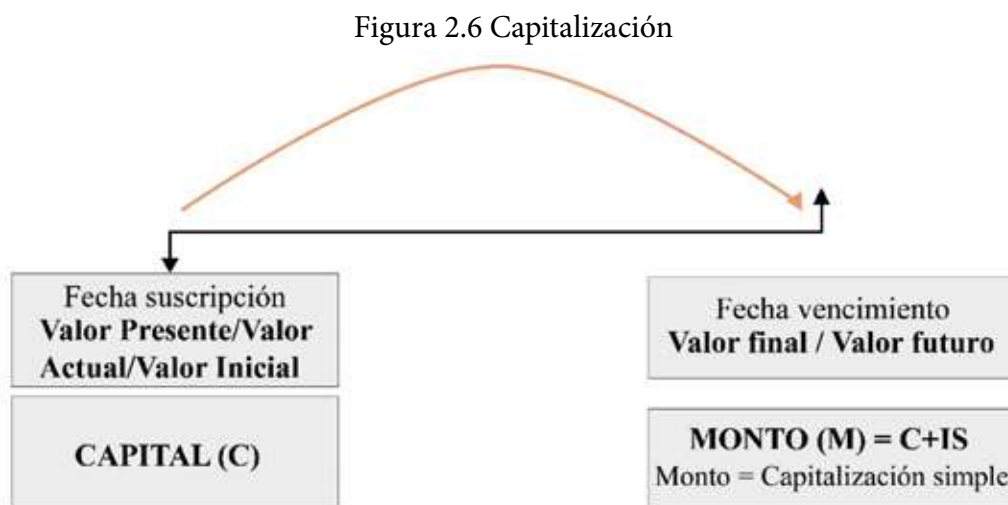 Figura 2.6 Capitalización
Fecha suscripción
Valor Presente/Valor
Actual/Valor Inicial
CAPITAL (C)
Fecha vencimiento
Valor final / Valor futuro
MONTO (M) = C+IS
Monto = Capitalización simple